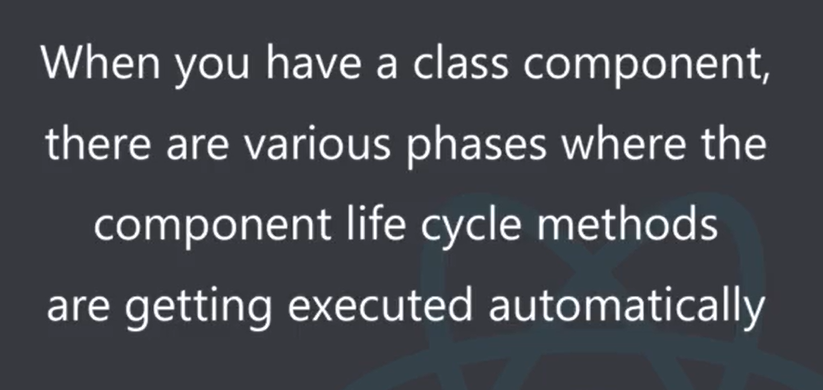 When you have a class component,
there are various phases where the
component life cycle methods
are getting executed automatically